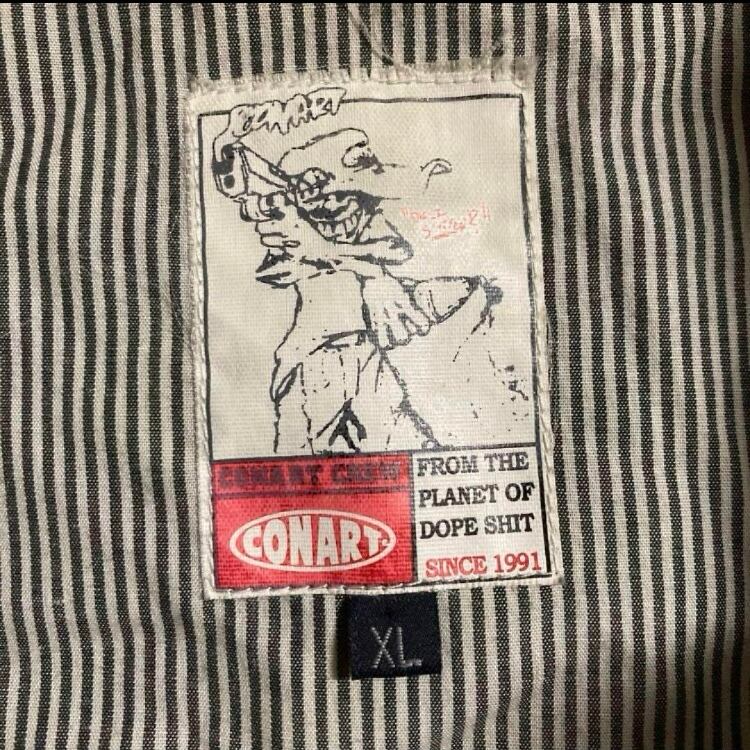 CONART
CONART CREW
CONART.
FROM THE
PLANET OF
DOPE SHIT
SINCE 1991
XL